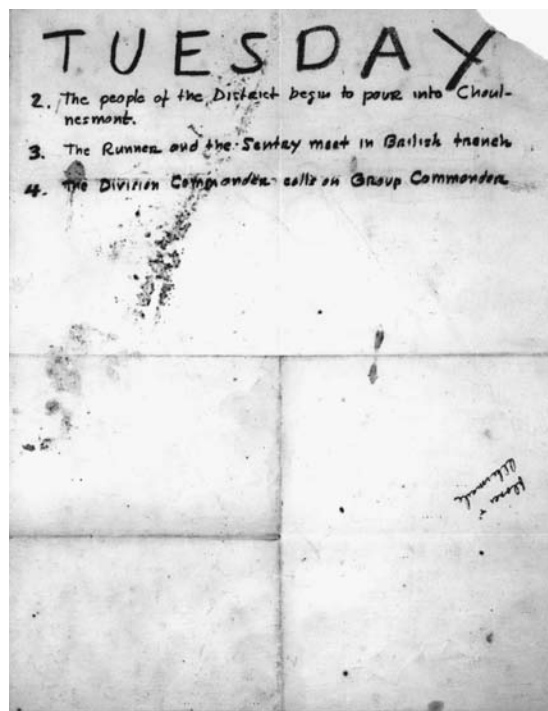 TUESDAY
2. The people of the District begin to pour into Choul-
nesmont.
3. The Runner and the Sentry meet in British trench
4. The Division Commander calls on Group Commander